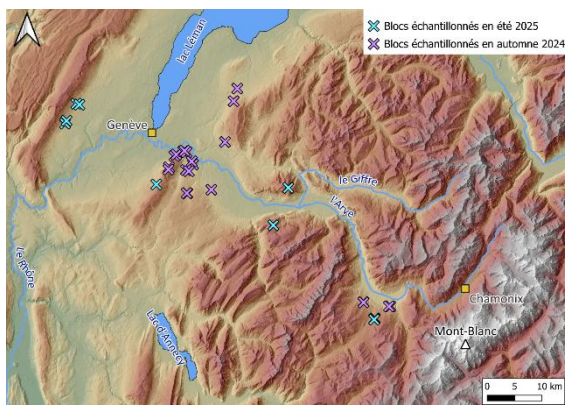 Blocs échantillonnés en été 2025
Blocs échantillonnés en automne 2024
lac Léman
Genève
le Giffre
l'Arve
Le Rhône
Chamonix
Lac d'Annecy
Mont-Blanc
0 5 10 km